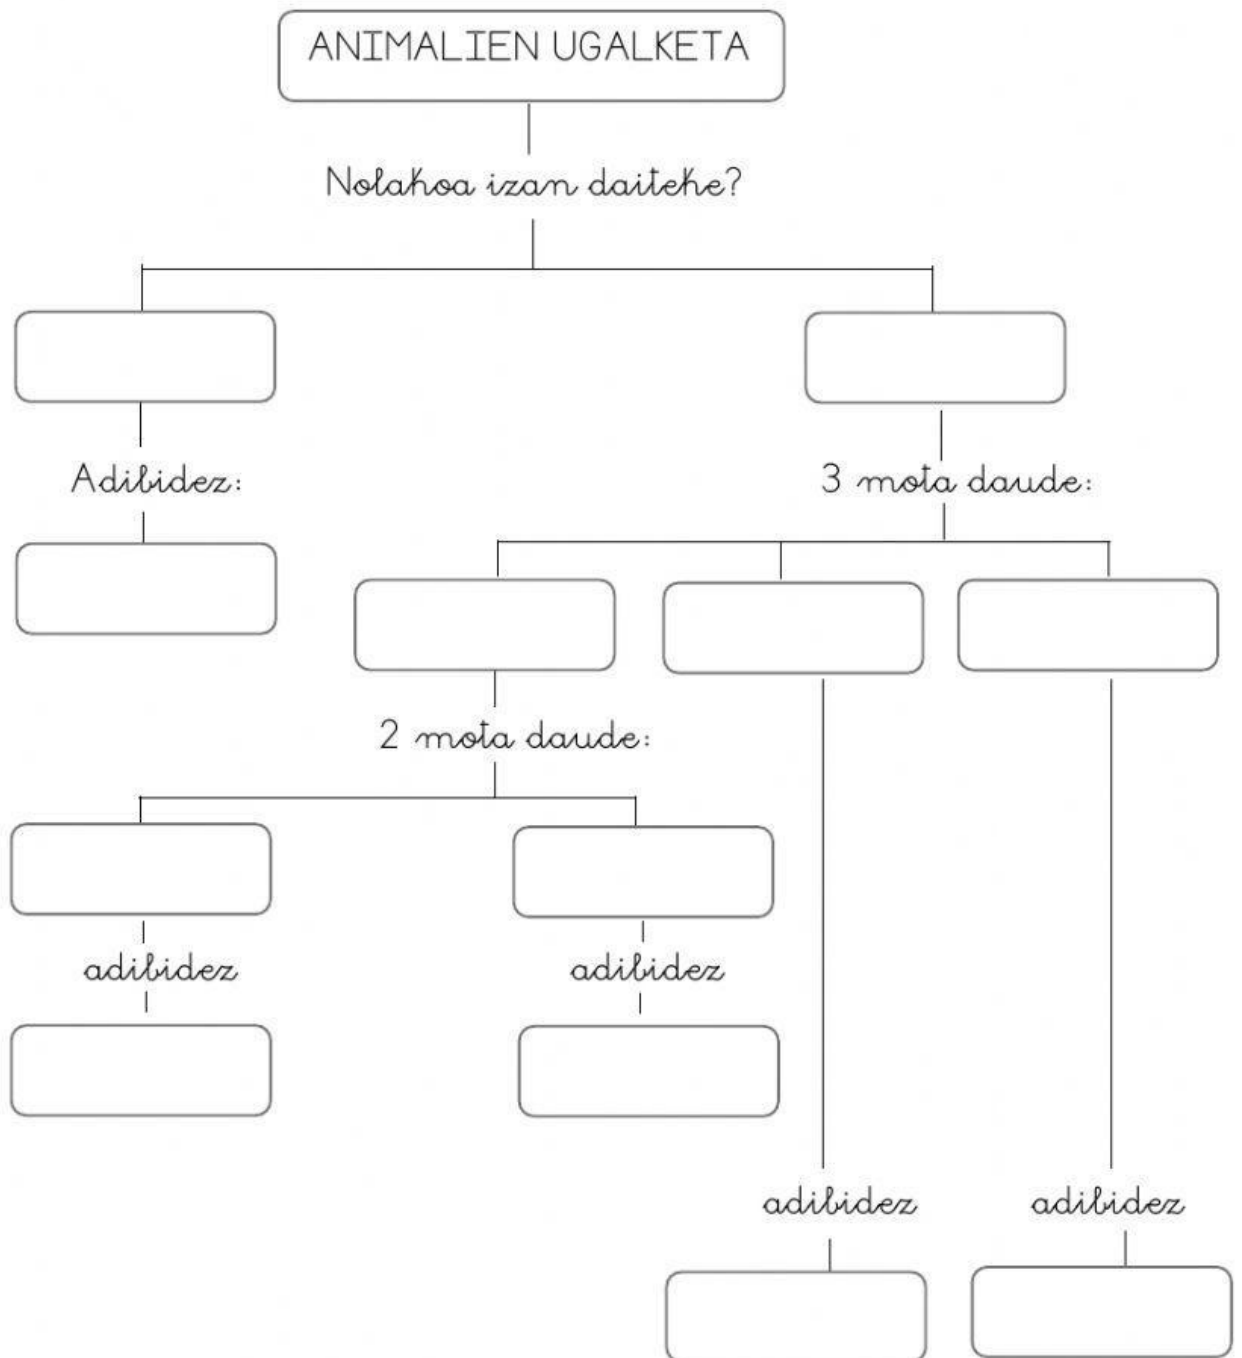 ANIMALIEN UGALKETA
Nolakoa izan daiteke?
Adibidez:
3 mota daude:
2 mota daude:
adibidez
adibidez
adibidez
adibidez